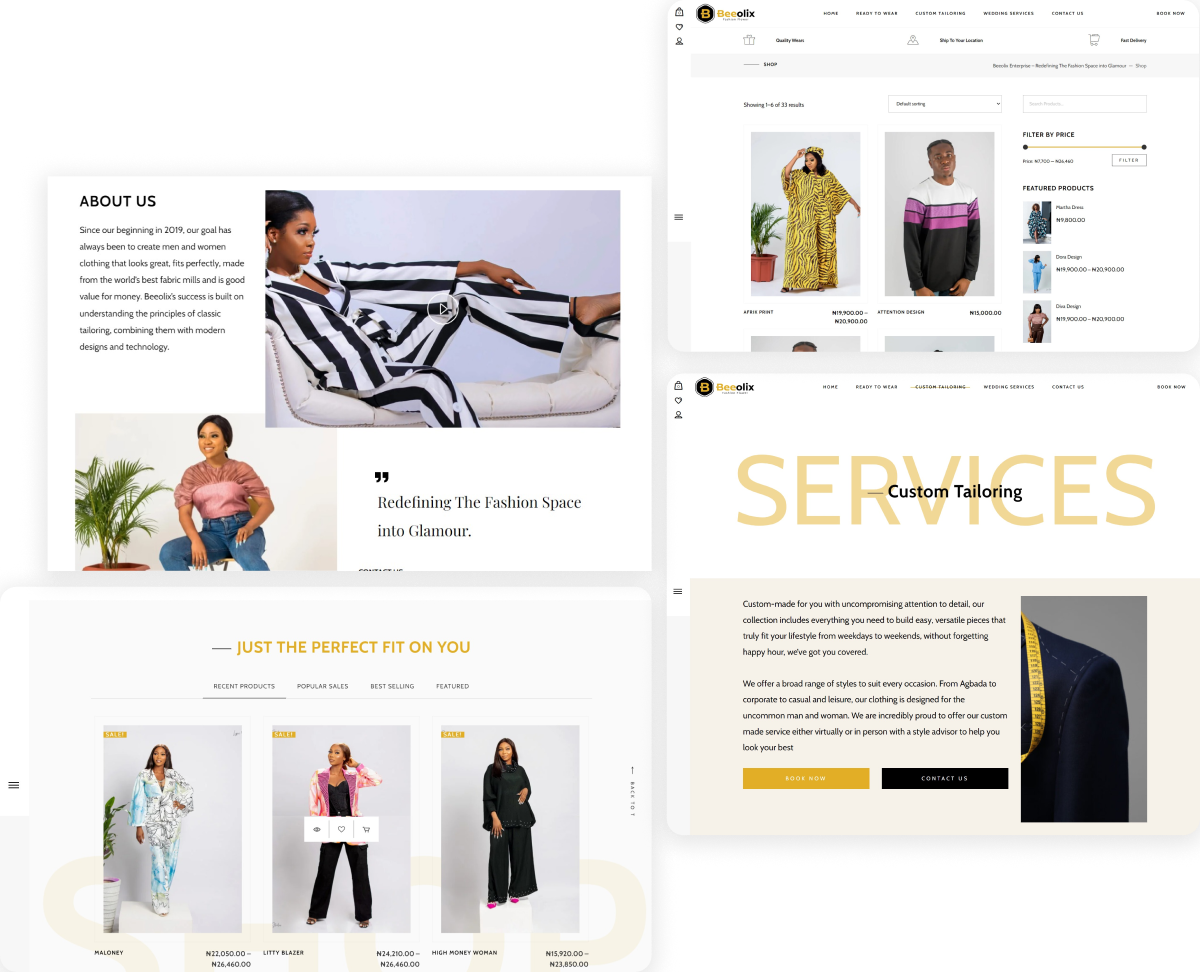 ABOUT US
Since our beginning in 2019, our goal has
always been to create men and women
clothing that looks great, fits perfectly, made
from the world's best fabric mills and is good
value for money. Beeolix's success is built on
understanding the principles of classic
tailoring, combining them with modern
designs and technology.
Redefining The Fashion Space
into Glamour.
CONTACT US
JUST THE PERFECT FIT ON YOU
RECENT PRODUCTS POPULAR SALES BEST SELLING FEATURED
SALE! SALE! SALE!
BACK TO T
SHOP
MALONEY ₦22,050.00 – LITTY BLAZER ₦24,210.00 – HIGH MONEY WOMAN ₦15,920.00 –
₦26,460.00 ₦26,460.00 ₦23,850.00
Beeolix HOME READY TO WEAR CUSTOM TAILORING WEDDING SERVICES CONTACT US BOOK NOW
Quality Wears Ship To Your Location Fast Delivery
SHOP Beeolix Enterprise – Redefining The Fashion Space into Glamour — Shop
Showing 1–6 of 33 results Default sorting Search Products...
FILTER BY PRICE
Price: ₦7,700 — ₦26,460 FILTER
FEATURED PRODUCTS
Martha Dress
₦9,800.00
Dora Design
₦19,900.00 – ₦20,900.00
Diva Design
₦19,900.00 – ₦20,900.00
AFRIK PRINT ₦19,900.00 – ATTENTION DESIGN ₦15,000.00
₦20,900.00
Beeolix HOME READY TO WEAR CUSTOM TAILORING WEDDING SERVICES CONTACT US BOOK NOW
SERVICES
Custom Tailoring
Custom-made for you with uncompromising attention to detail, our
collection includes everything you need to build easy, versatile pieces that
truly fit your lifestyle from weekdays to weekends, without forgetting
happy hour, we've got you covered.
We offer a broad range of styles to suit every occasion. From Agbada to
corporate to casual and leisure, our clothing is designed for the
uncommon man and woman. We are incredibly proud to offer our custom
made service either virtually or in person with a style advisor to help you
look your best
BOOK NOW CONTACT US